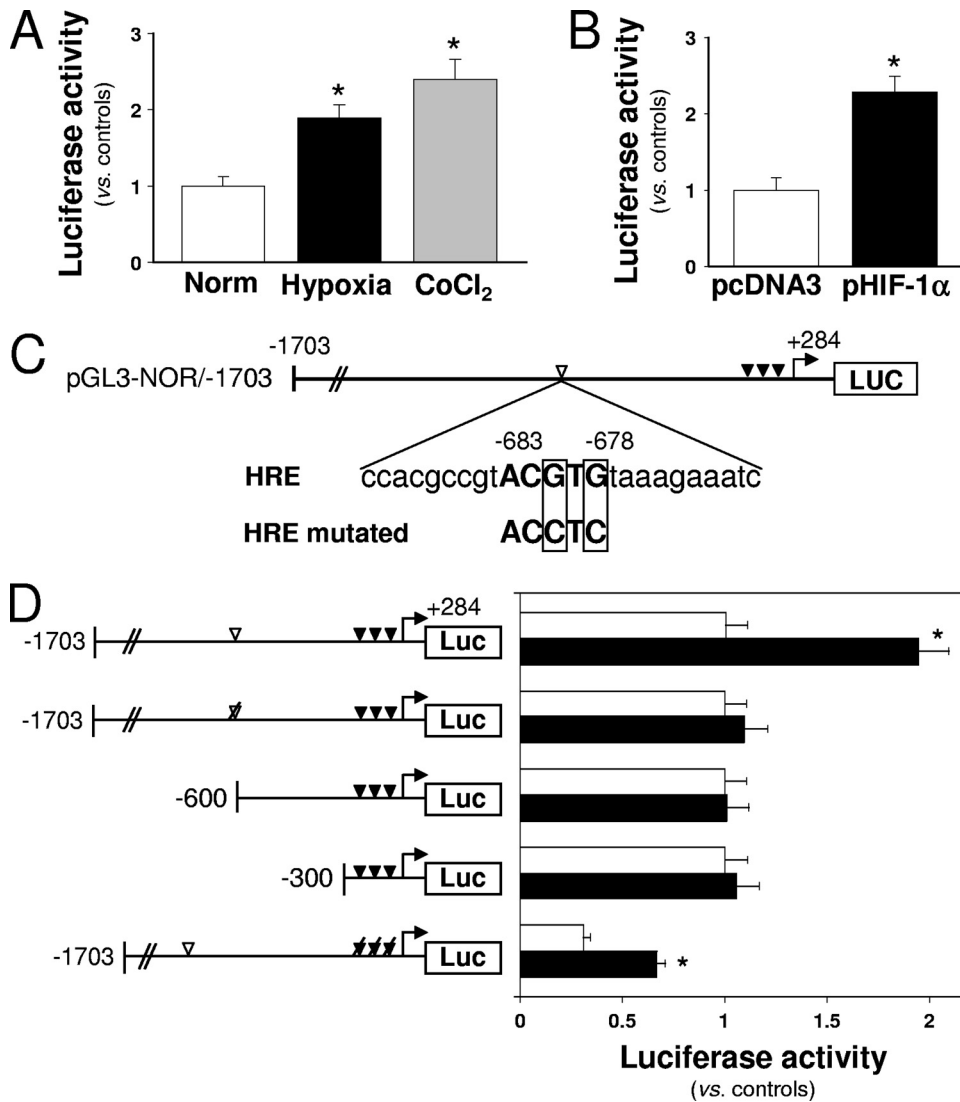 A
Luciferase activity
(vs. controls)
3
2
1
0
*
*
Norm
Hypoxia
CoCl₂
B
Luciferase activity
(vs. controls)
3
2
1
0
*
pcDNA3
pHIF-1α
C
pGL3-NOR/-1703
-1703
+284
LUC
-683
-678
HRE
ccacgccgtACGTGtaaagaaatc
HRE mutated
ACCTC
D
-1703
+284
Luc
*
-1703
Luc
-600
Luc
-300
Luc
-1703
Luc
*
0
0.5
1
1.5
2
Luciferase activity
(vs. controls)